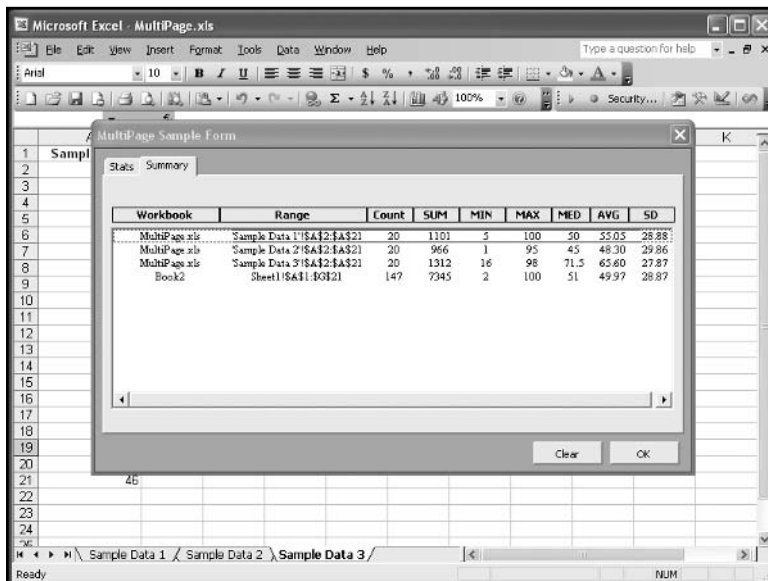 Microsoft Excel - MultiPage.xls
File Edit View Insert Format Tools Data Window Help Type a question for help
Arial 10 B I U $ % ,
Σ 100% Security...
K
MultiPage Sample Form
1 Sampl
Stats Summary
2
3
4
5
Workbook Range Count SUM MIN MAX MED AVG SD
6 MultiPage.xls 'Sample Data 1'!$A$2:$A$21 20 1101 5 100 50 55.05 28.88
7 MultiPage.xls 'Sample Data 2'!$A$2:$A$21 20 966 1 95 45 48.30 29.86
8 MultiPage.xls 'Sample Data 3'!$A$2:$A$21 20 1312 16 98 71.5 65.60 27.87
9 Book2 Sheet1!$A$1:$G$21 147 7345 2 100 51 49.97 28.87
10
11
12
13
14
15
16
17
18
19 Clear OK
20
21 46
22
23
24
Sample Data 1 Sample Data 2 Sample Data 3
Ready NUM